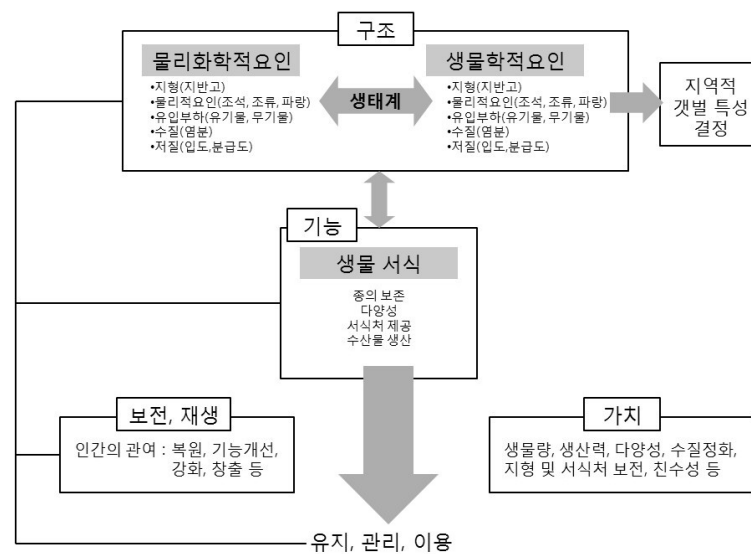 구조
물리화학적요인
•지형(지반고)
•물리적요인(조석, 조류, 파랑)
•유입부하(유기물, 무기물)
•수질(염분)
•저질(입도,분급도)
생태계
생물학적요인
•지형(지반고)
•물리적요인(조석, 조류, 파랑)
•유입부하(유기물, 무기물)
•수질(염분)
•저질(입도,분급도)
지역적
갯벌 특성
결정
기능
생물 서식
종의 보존
다양성
서식처 제공
수산물 생산
보전, 재생
인간의 관여 : 복원, 기능개선,
강화, 창출 등
가치
생물량, 생산력, 다양성, 수질정화,
지형 및 서식처 보전, 친수성 등
유지, 관리, 이용